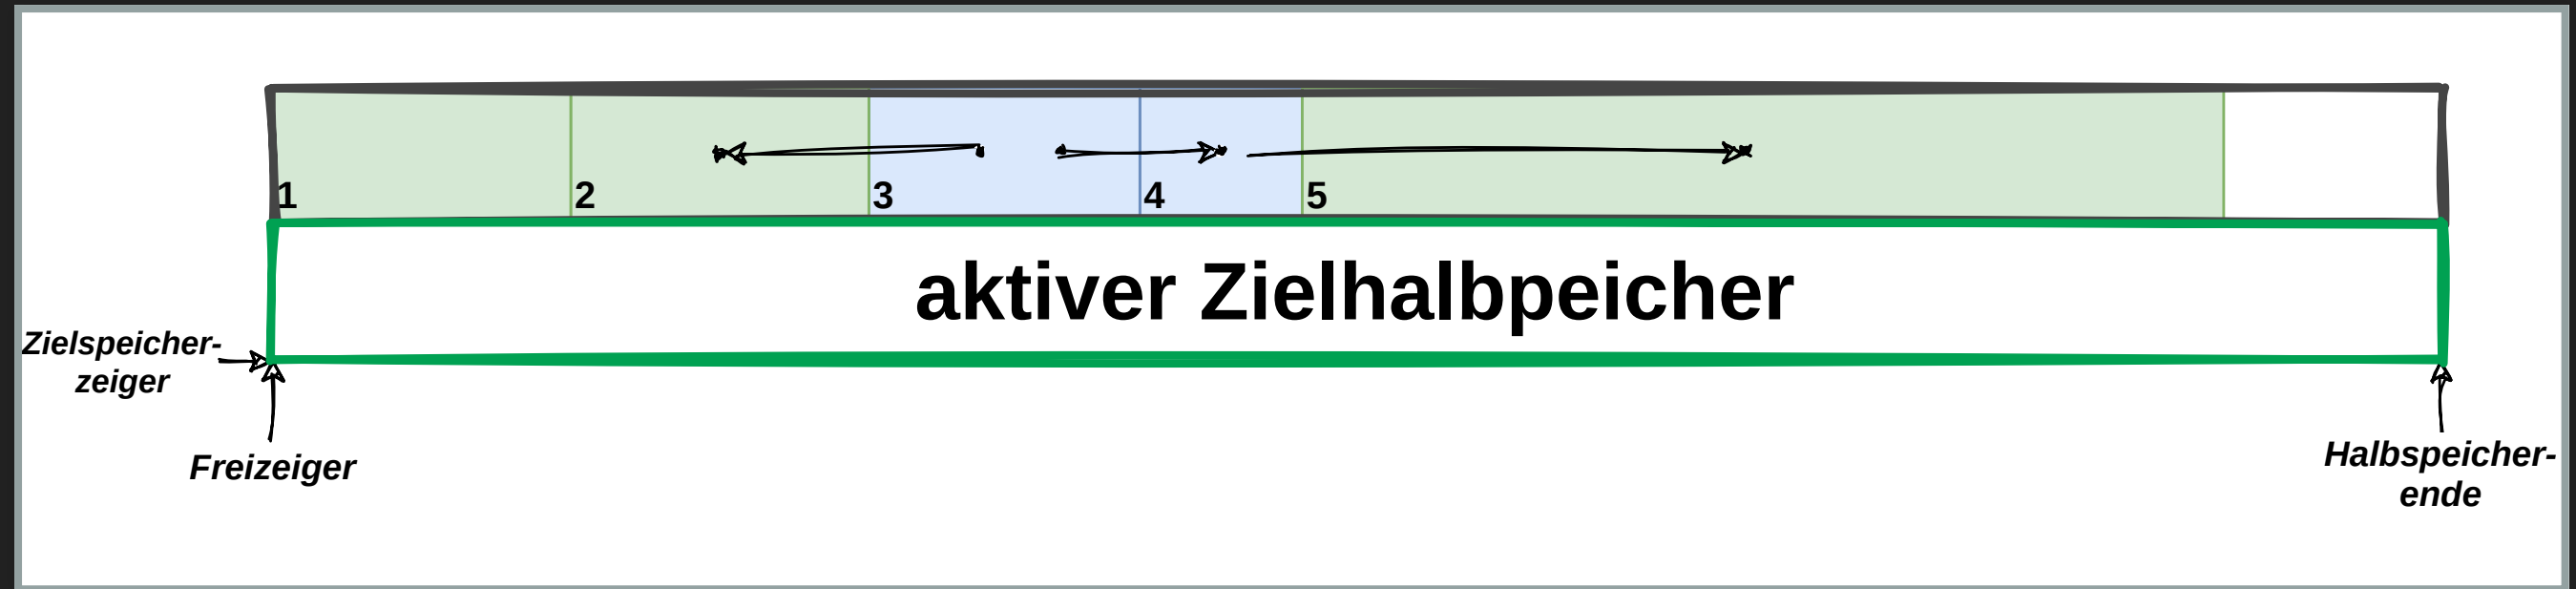 1
2
3
4
5
aktiver Zielhalbpeicher
Zielspeicher-
zeiger
Freizeiger
Halbspeicher-
ende